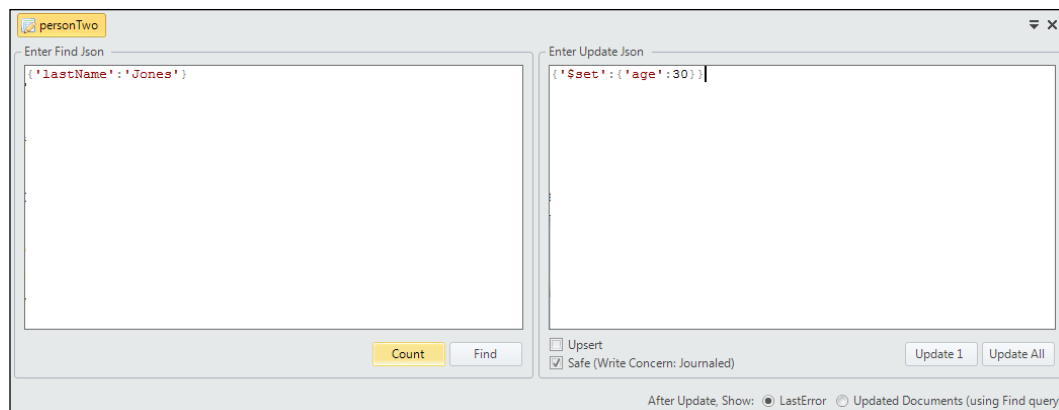 personTwo
Enter Find Json
{'lastName':'Jones'}
Count
Find
Enter Update Json
{'$set':{'age':30}}
Upsert
Safe (Write Concern: Journaled)
Update 1
Update All
After Update, Show: LastError Updated Documents (using Find query